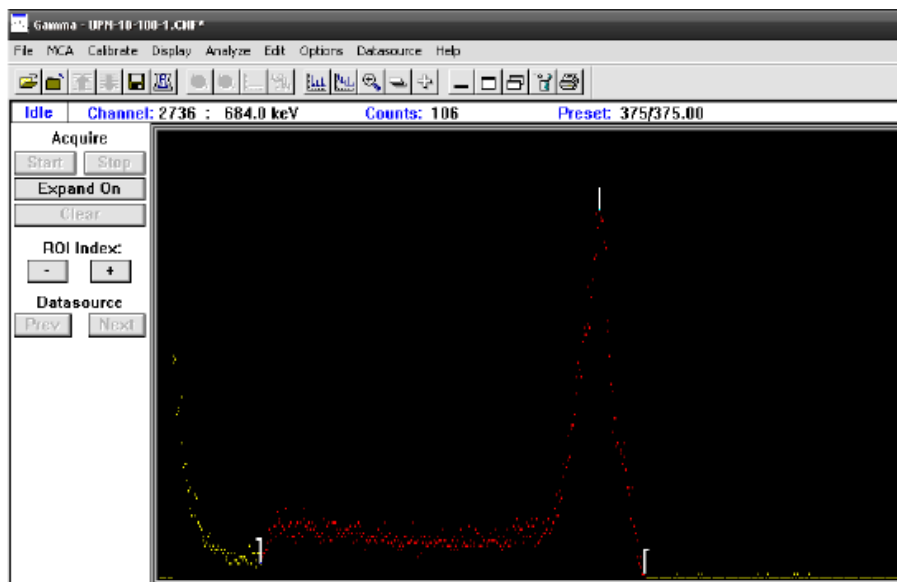 Gamma - UPN-10-100-1.CNF*
File MCA Calibrate Display Analyze Edit Options Datasource Help
Idle Channel: 2736 : 684.0 keV Counts: 106 Preset: 375/375.00
Acquire
Start Stop
Expand On
Clear
ROI Index:
- +
Datasource
Prev Next